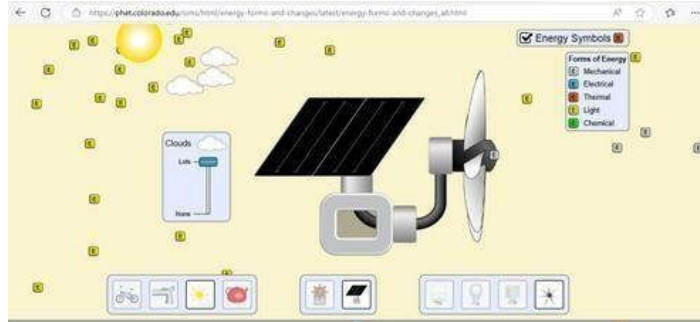 https://phet.colorado.edu/sims/html/energy-forms-and-changes/latest/energy-forms-and-changes_all.html
Energy Symbols E
Forms of Energy
E Mechanical
E Electrical
E Thermal
E Light
E Chemical
Clouds
Lots
None